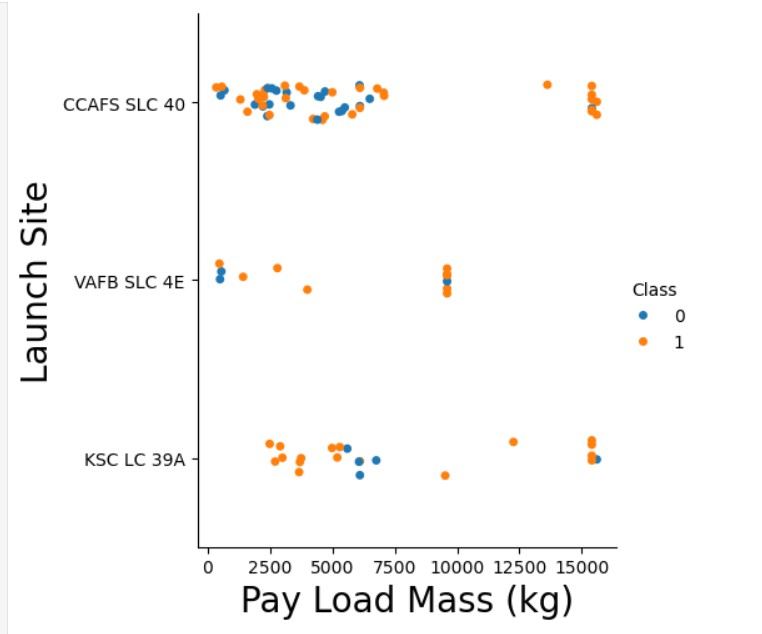 Launch Site
CCAFS SLC 40
VAFB SLC 4E
KSC LC 39A
Class
0
1
0 2500 5000 7500 10000 12500 15000
Pay Load Mass (kg)